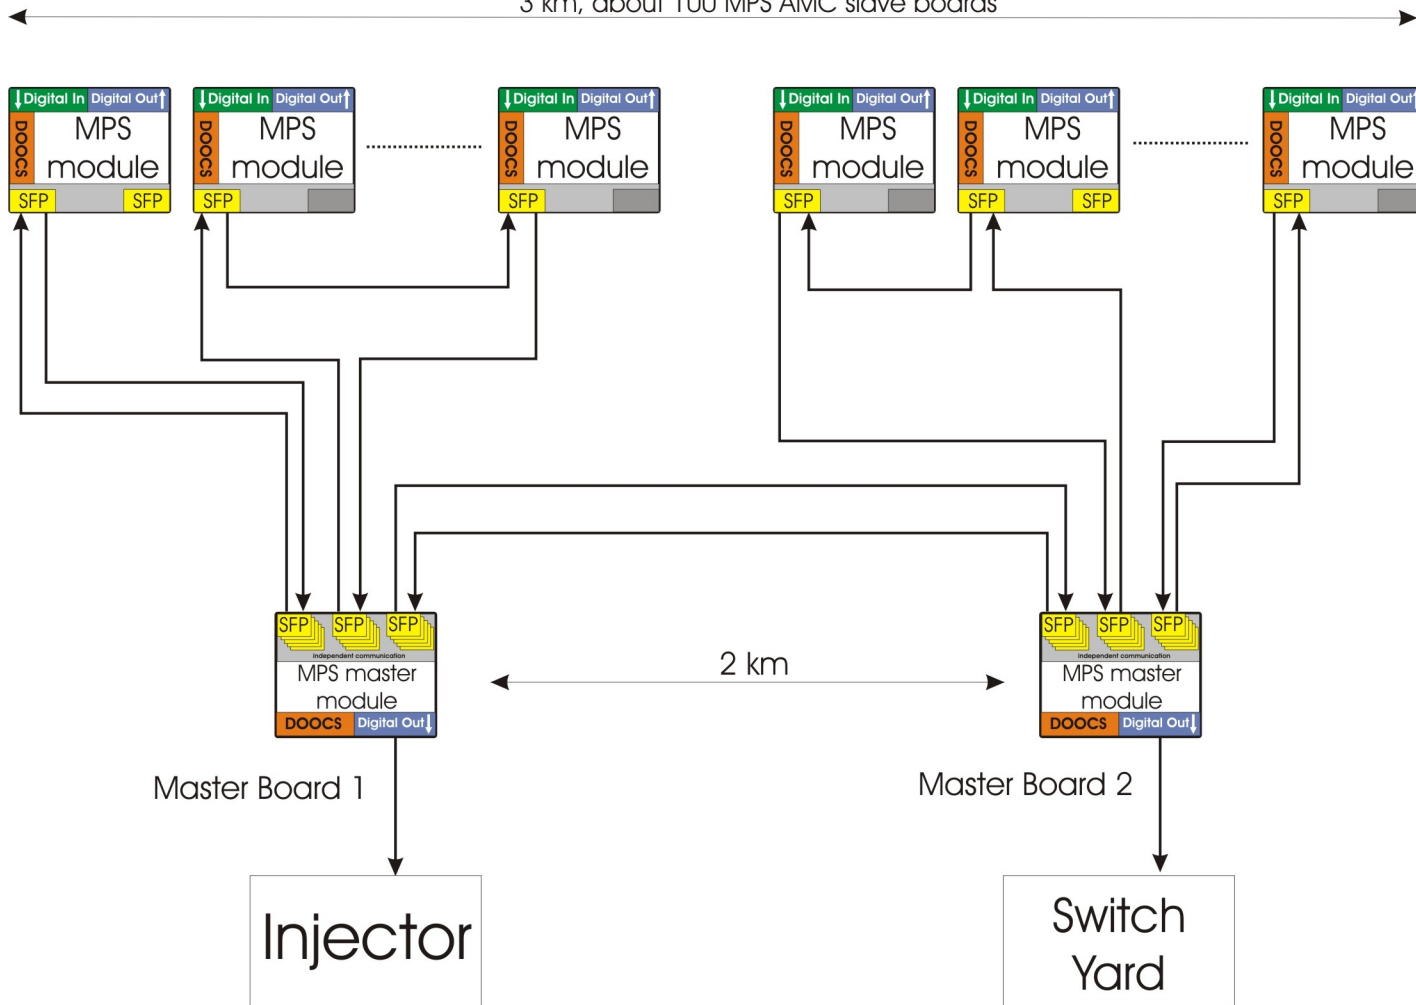 3 km, about 100 MPS AMC slave boards
Digital In Digital Out
DOOCS
MPS
module
SFP SFP
Digital In Digital Out
DOOCS
MPS
module
SFP
Digital In Digital Out
DOOCS
MPS
module
SFP
Digital In Digital Out
DOOCS
MPS
module
SFP
Digital In Digital Out
DOOCS
MPS
module
SFP SFP
Digital In Digital Out
DOOCS
MPS
module
SFP
SFP SFP SFP
independent communication
MPS master
module
DOOCS Digital Out
2 km
SFP SFP SFP
independent communication
MPS master
module
DOOCS Digital Out
Master Board 1
Master Board 2
Injector
Switch
Yard